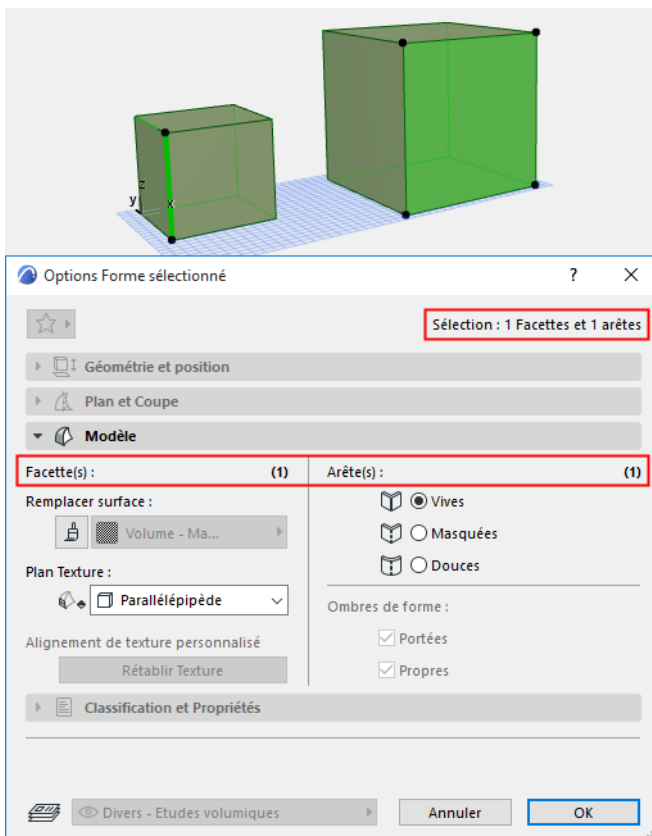 z
y
x
Options Forme sélectionné ? ×
Sélection : 1 Facettes et 1 arêtes
Géométrie et position
Plan et Coupe
Modèle
Facette(s) : (1) Arête(s) : (1)
Remplacer surface :
Vives
Volume - Ma...
Masquées
Plan Texture :
Douces
Parallélépipède
Ombres de forme :
Alignement de texture personnalisé
Portées
Rétablir Texture
Propres
Classification et Propriétés
Divers - Etudes volumiques
Annuler
OK